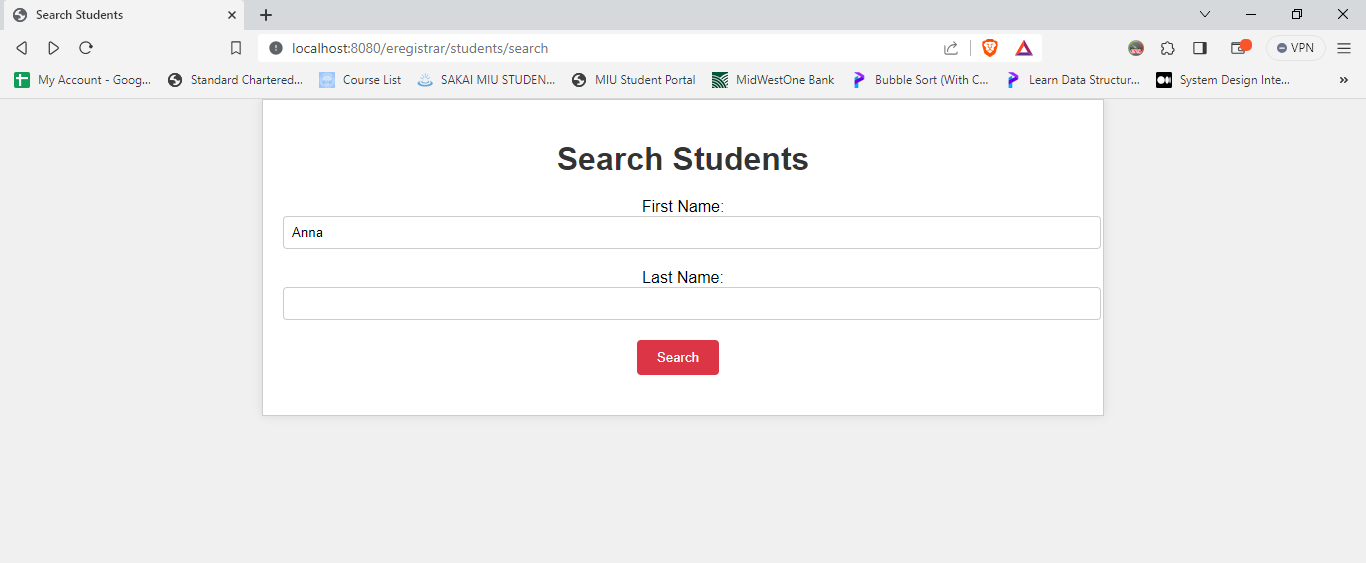 Search Students
localhost:8080/eregistrar/students/search
VPN
My Account - Goog... Standard Chartered... Course List SAKAI MIU STUDEN... MIU Student Portal MidWestOne Bank Bubble Sort (With C... Learn Data Structur... System Design Inte... »
Search Students
First Name:
Anna
Last Name:
Search